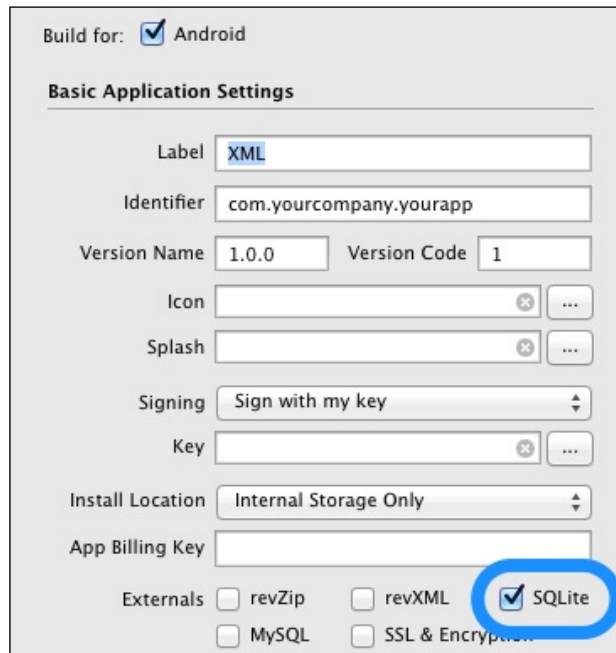 Build for: Android
Basic Application Settings
Label XML
Identifier com.yourcompany.yourapp
Version Name 1.0.0 Version Code 1
Icon ...
Splash ...
Signing Sign with my key
Key ...
Install Location Internal Storage Only
App Billing Key
Externals revZip revXML SQLite
MySQL SSL & Encryption